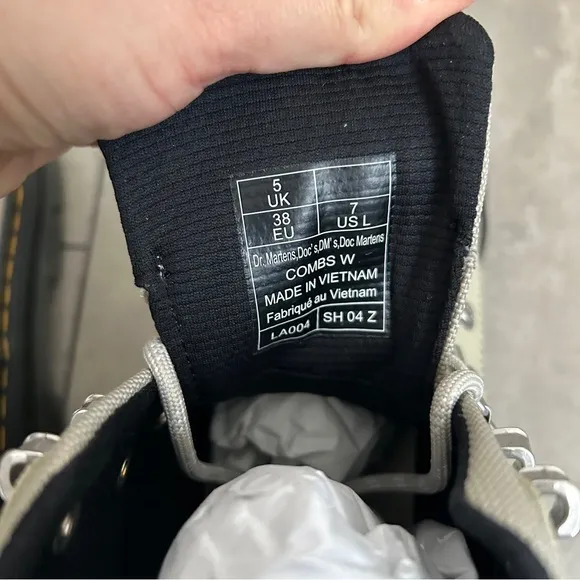 5
UK
38
EU
7
US L
Dr. Martens,Doc's,DM's,Doc Martens
COMBS W
MADE IN VIETNAM
Fabriqué au Vietnam
LA004
SH 04 Z